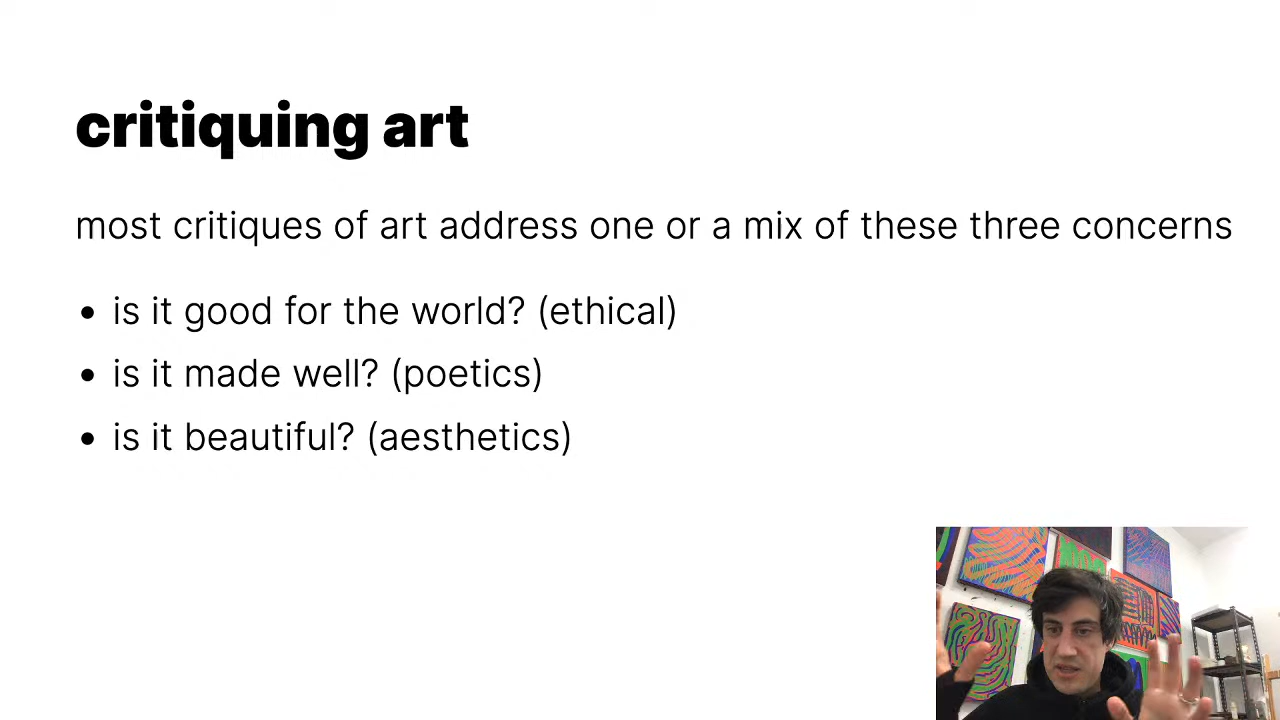 critiquing art
most critiques of art address one or a mix of these three concerns
• is it good for the world? (ethical)
• is it made well? (poetics)
• is it beautiful? (aesthetics)